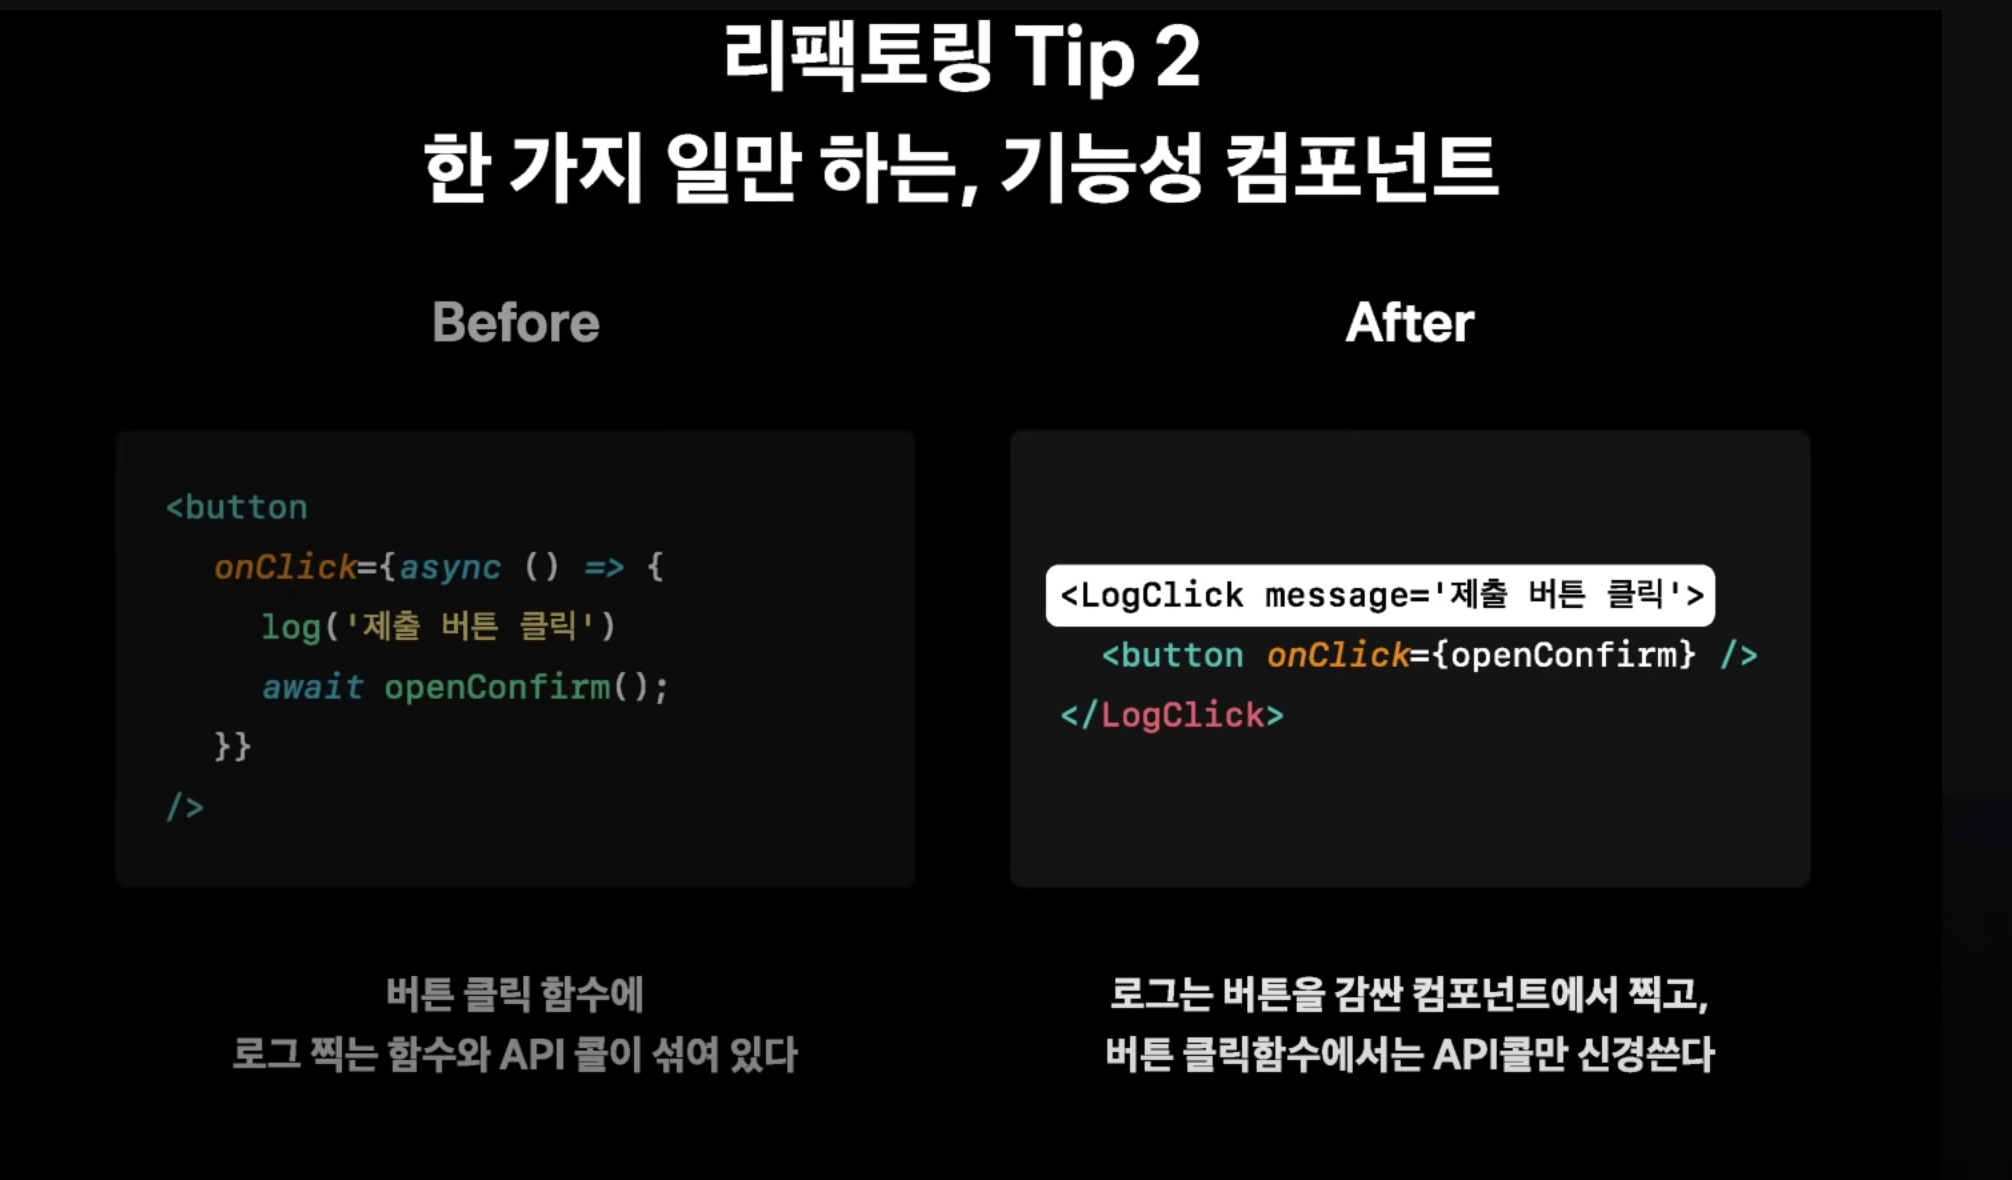 리팩토링 Tip 2
한 가지 일만 하는, 기능성 컴포넌트
Before
<button
onClick={async () => {
log('제출 버튼 클릭')
await openConfirm();
}}
/>
버튼 클릭 함수에
로그 찍는 함수와 API 콜이 섞여 있다
After
<LogClick message='제출 버튼 클릭'>
<button onClick={openConfirm} />
</LogClick>
로그는 버튼을 감싼 컴포넌트에서 찍고,
버튼 클릭함수에서는 API콜만 신경쓴다